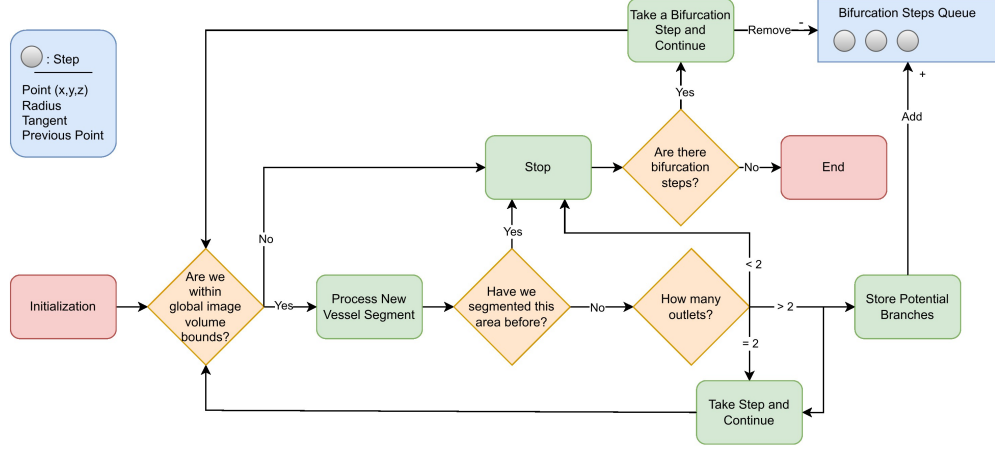 Take a Bifurcation
Step and
Continue
Remove
-
Bifurcation Steps Queue
: Step
Point (x,y,z)
Radius
Tangent
Previous Point
+
Add
Yes
Stop
Are there
bifurcation
steps?
No
End
No
Yes
< 2
Initialization
Are we
within
global image
volume
bounds?
Yes
Process New
Vessel Segment
Have we
segmented this
area before?
No
How many
outlets?
> 2
Store Potential
Branches
= 2
Take Step and
Continue